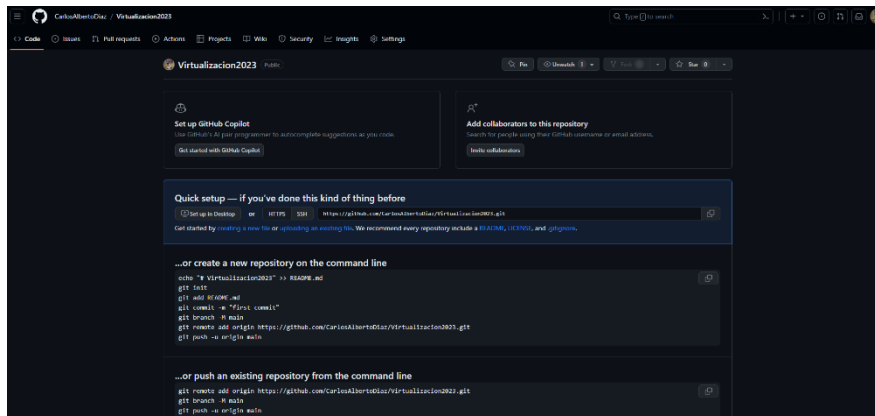 CarlosAlbertoDiaz / Virtualizacion2023
Type / to search
Code Issues Pull requests Actions Projects Wiki Security Insights Settings
Virtualizacion2023 Public
Pin Unwatch 1 Fork 0 Star 0
Set up GitHub Copilot
Use GitHub's AI pair programmer to autocomplete suggestions as you code.
Get started with GitHub Copilot
Add collaborators to this repository
Search for people using their GitHub username or email address.
Invite collaborators
Quick setup — if you've done this kind of thing before
Set up in Desktop or HTTPS SSH https://github.com/CarlosAlbertoDiaz/Virtualizacion2023.git
Get started by creating a new file or uploading an existing file. We recommend every repository include a README, LICENSE, and .gitignore.
...or create a new repository on the command line
echo "# Virtualizacion2023" >> README.md
git init
git add README.md
git commit -m "first commit"
git branch -M main
git remote add origin https://github.com/CarlosAlbertoDiaz/Virtualizacion2023.git
git push -u origin main
...or push an existing repository from the command line
git remote add origin https://github.com/CarlosAlbertoDiaz/Virtualizacion2023.git
git branch -M main
git push -u origin main